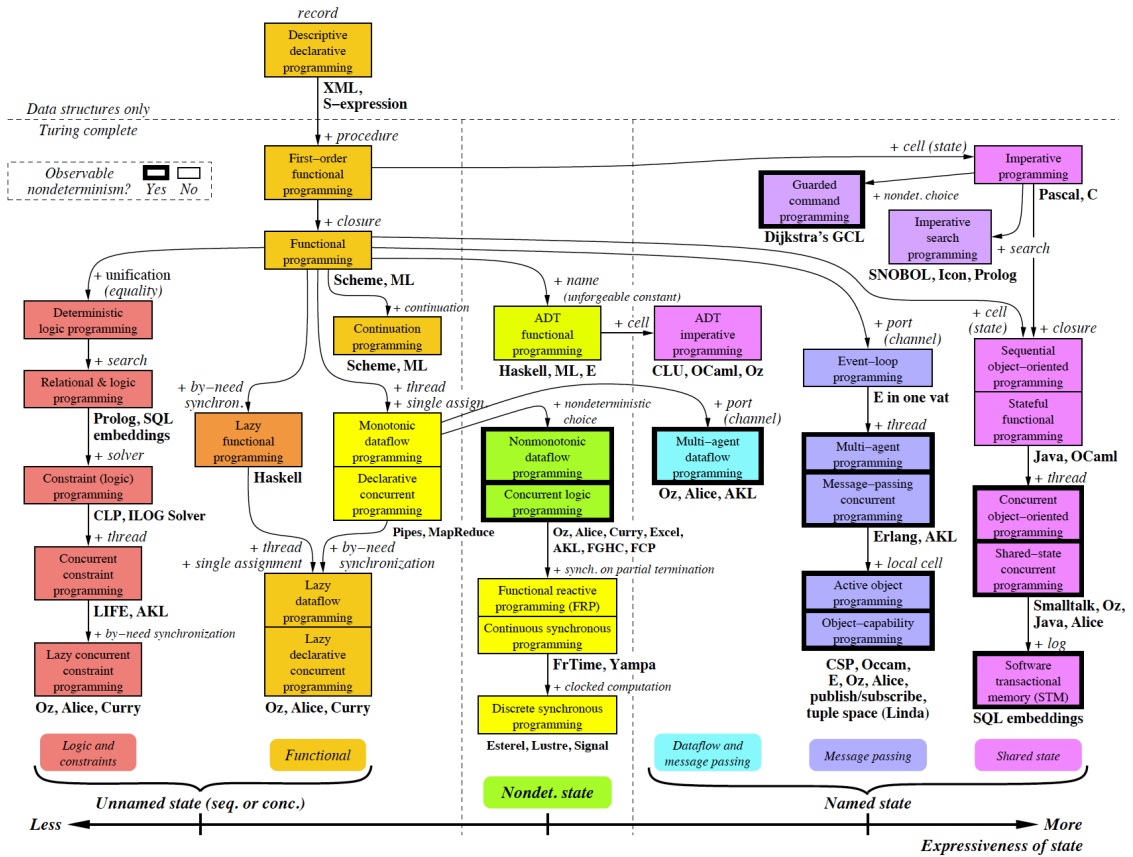 record
Descriptive
declarative
programming
XML,
S−expression
Data structures only
Turing complete
+ procedure
Observable
nondeterminism?
Yes
No
First−order
functional
programming
+ cell (state)
Imperative
programming
Pascal, C
+ nondet. choice
Guarded
command
programming
Dijkstra's GCL
+ search
Imperative
search
programming
SNOBOL, Icon, Prolog
+ closure
Functional
programming
Scheme, ML
+ unification
(equality)
Deterministic
logic programming
+ search
Relational & logic
programming
Prolog, SQL
embeddings
+ solver
Constraint (logic)
programming
CLP, ILOG Solver
+ thread
Concurrent
constraint
programming
LIFE, AKL
+ by−need synchronization
Lazy concurrent
constraint
programming
Oz, Alice, Curry
+ continuation
Continuation
programming
Scheme, ML
+ by−need
synchron.
Lazy
functional
programming
Haskell
+ thread
+ single assign.
Monotonic
dataflow
programming
Declarative
concurrent
programming
Pipes, MapReduce
+ thread
+ single assignment
+ by−need
synchronization
Lazy
dataflow
programming
Lazy
declarative
concurrent
programming
Oz, Alice, Curry
+ name
(unforgeable constant)
ADT
functional
programming
Haskell, ML, E
+ cell
ADT
imperative
programming
CLU, OCaml, Oz
+ nondeterministic
choice
Nonmonotonic
dataflow
programming
Concurrent logic
programming
Oz, Alice, Curry, Excel,
AKL, FGHC, FCP
+ synch. on partial termination
Functional reactive
programming (FRP)
Continuous synchronous
programming
FrTime, Yampa
+ clocked computation
Discrete synchronous
programming
Esterel, Lustre, Signal
+ port
(channel)
Multi−agent
dataflow
programming
Oz, Alice, AKL
+ port
(channel)
Event−loop
programming
E in one vat
+ thread
Multi−agent
programming
Message−passing
concurrent
programming
Erlang, AKL
+ local cell
Active object
programming
Object−capability
programming
CSP, Occam,
E, Oz, Alice,
publish/subscribe,
tuple space (Linda)
+ cell
(state)
+ closure
Sequential
object−oriented
programming
Stateful
functional
programming
Java, OCaml
+ thread
Concurrent
object−oriented
programming
Shared−state
concurrent
programming
Smalltalk, Oz,
Java, Alice
+ log
Software
transactional
memory (STM)
SQL embeddings
Logic and
constraints
Functional
Dataflow and
message passing
Message passing
Shared state
Unnamed state (seq. or conc.)
Nondet. state
Named state
Less
More
Expressiveness of state